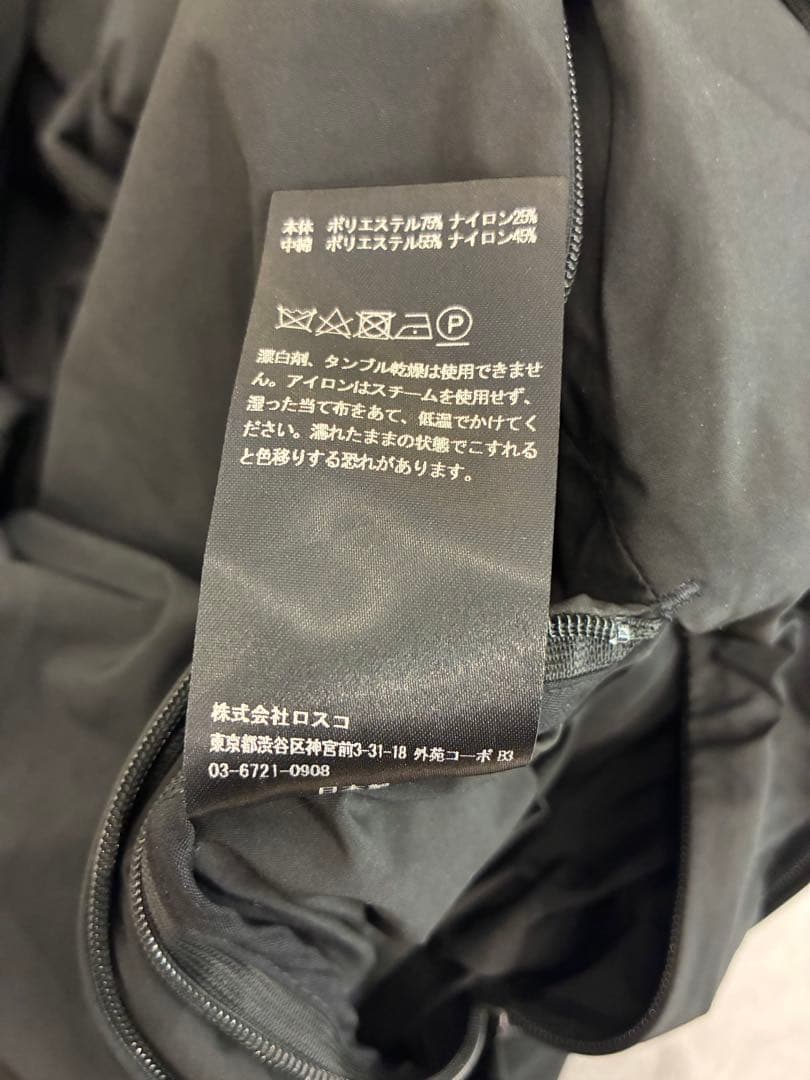 本体 ポリエステル75% ナイロン25%
中綿 ポリエステル55% ナイロン45%
P
漂白剤、タンブル乾燥は使用できませ
ん。アイロンはスチームを使用せず、
湿った当て布をあて、低温でかけてく
ださい。濡れたままの状態でこすれる
と色移りする恐れがあります。
株式会社ロスコ
東京都渋谷区神宮前3-31-18 外苑コーポ B3
03-6721-0908
日本製